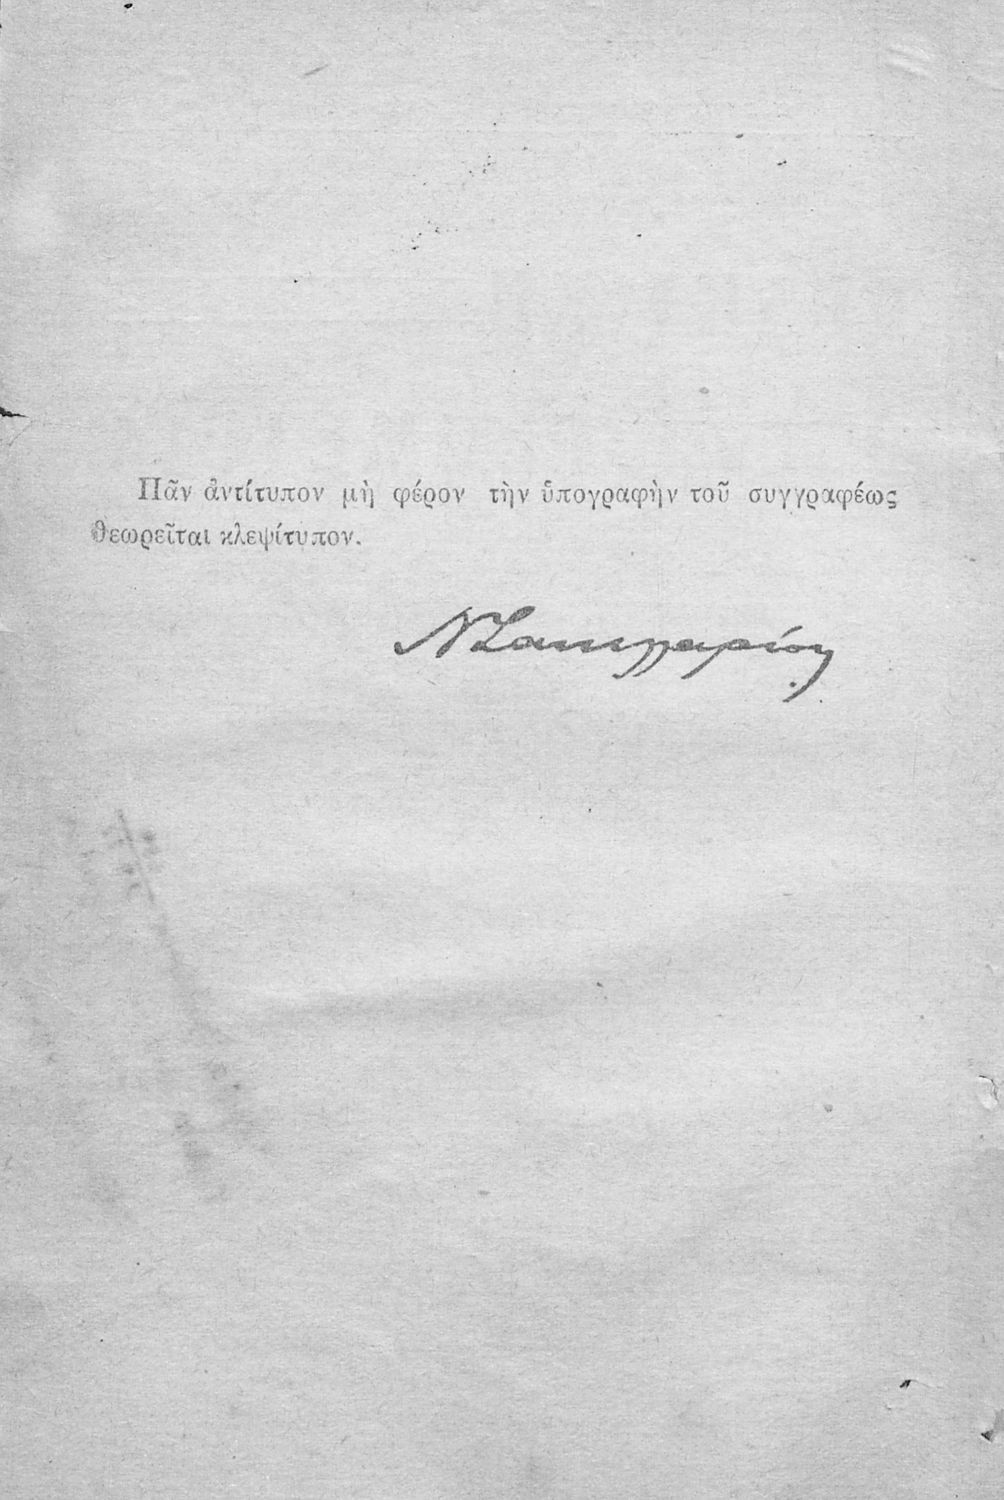 Πᾶν ἀντίτυπον μὴ φέρον τὴν ὑπογραφὴν τοῦ συγγραφέως
θεωρεῖται κλεψίτυπον.